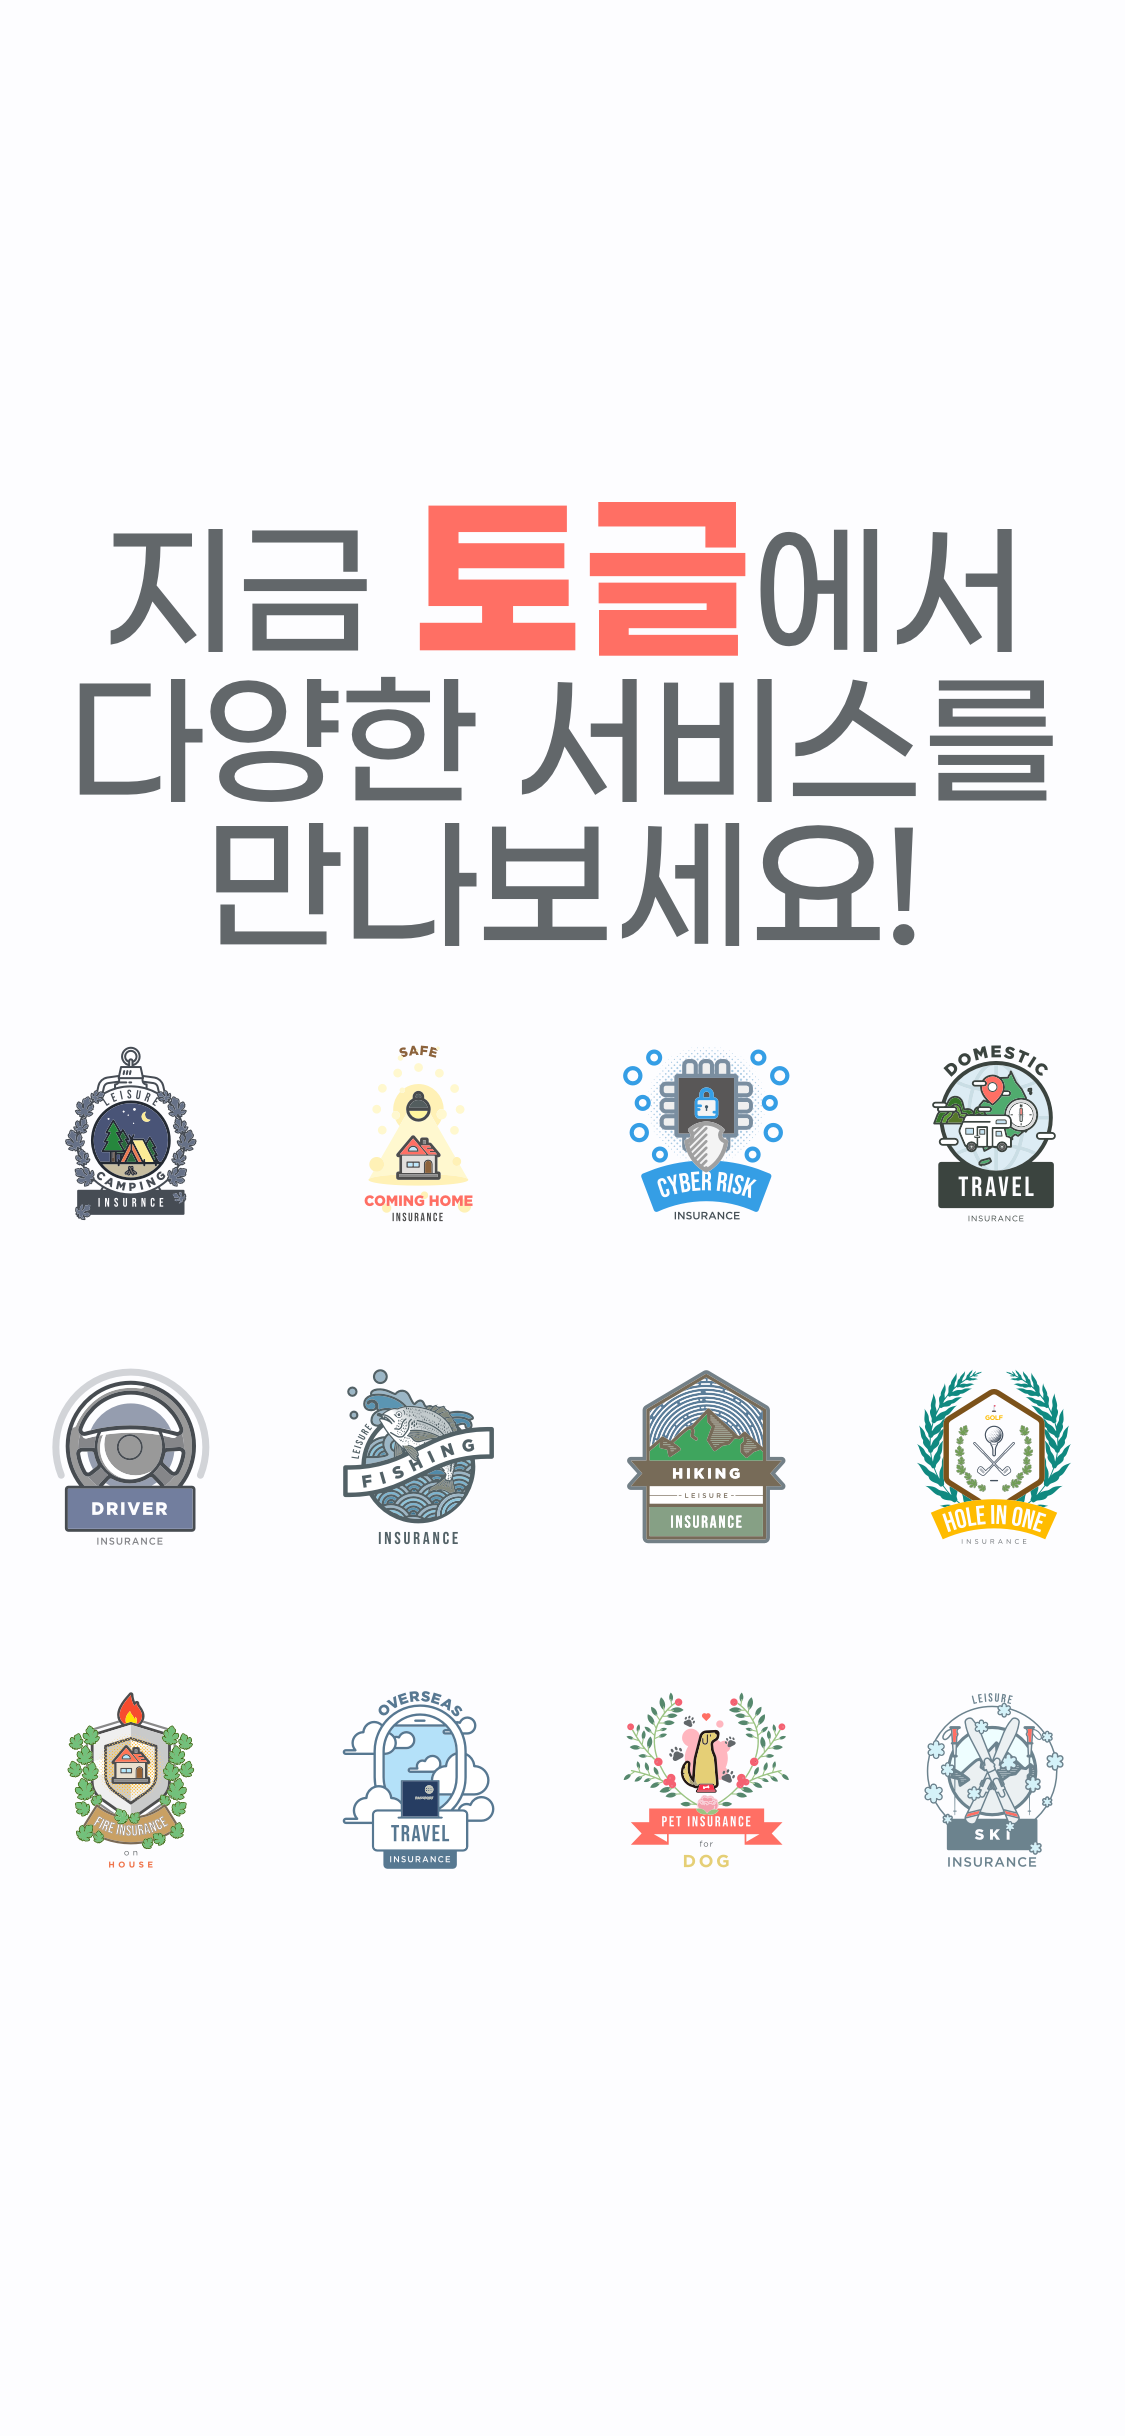 지금 토글에서
다양한 서비스를
만나보세요!
LEISURE
CAMPING
INSURNCE
SAFE
COMING HOME
INSURANCE
CYBER RISK
INSURANCE
DOMESTIC
TRAVEL
INSURANCE
DRIVER
INSURANCE
LEISURE
FISHING
INSURANCE
HIKING
- LEISURE -
INSURANCE
GOLF
HOLE IN ONE
INSURANCE
FIRE INSURANCE
on
HOUSE
OVERSEAS
TRAVEL
INSURANCE
PET INSURANCE
for
DOG
LEISURE
SKi
INSURANCE